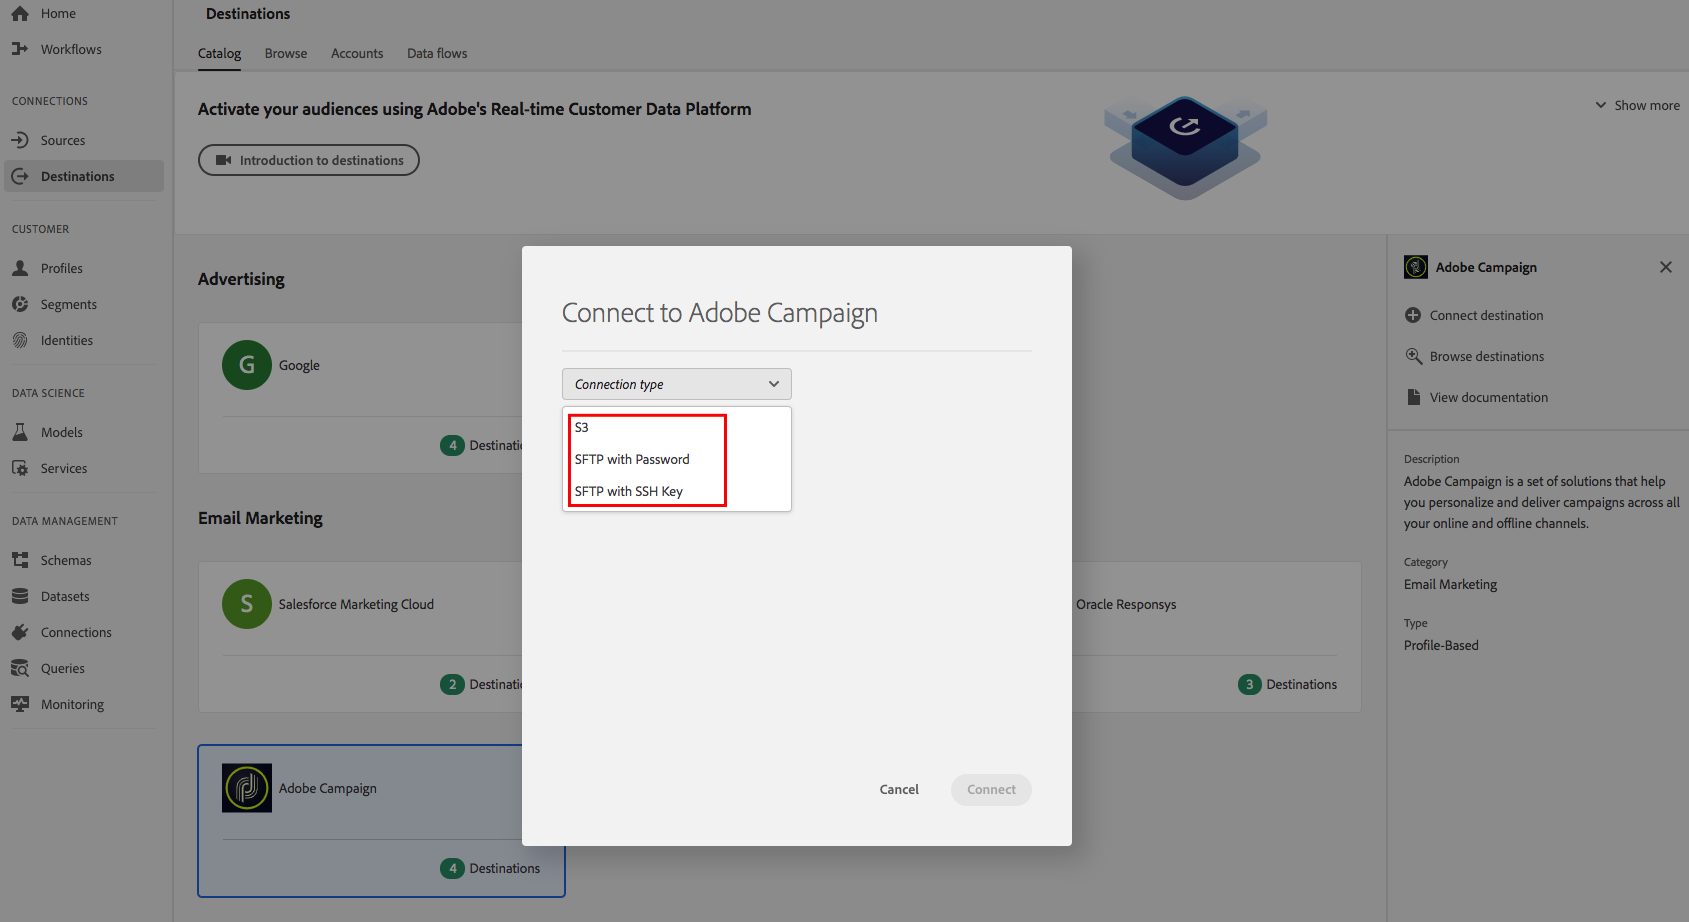 Home
Workflows
CONNECTIONS
Sources
Destinations
CUSTOMER
Profiles
Segments
Identities
DATA SCIENCE
Models
Services
DATA MANAGEMENT
Schemas
Datasets
Connections
Queries
Monitoring
Destinations
Catalog Browse Accounts Data flows
Activate your audiences using Adobe's Real-time Customer Data Platform
Show more
Introduction to destinations
Advertising
G Google
4
Email Marketing
S Salesforce Marketing Cloud
2
Oracle Responsys
3 Destinations
Adobe Campaign
4 Destinations
Connect to Adobe Campaign
Connection type
S3
SFTP with Password
SFTP with SSH Key
Cancel Connect
Adobe Campaign
Connect destination
Browse destinations
View documentation
Description
Adobe Campaign is a set of solutions that help
you personalize and deliver campaigns across all
your online and offline channels.
Category
Email Marketing
Type
Profile-Based